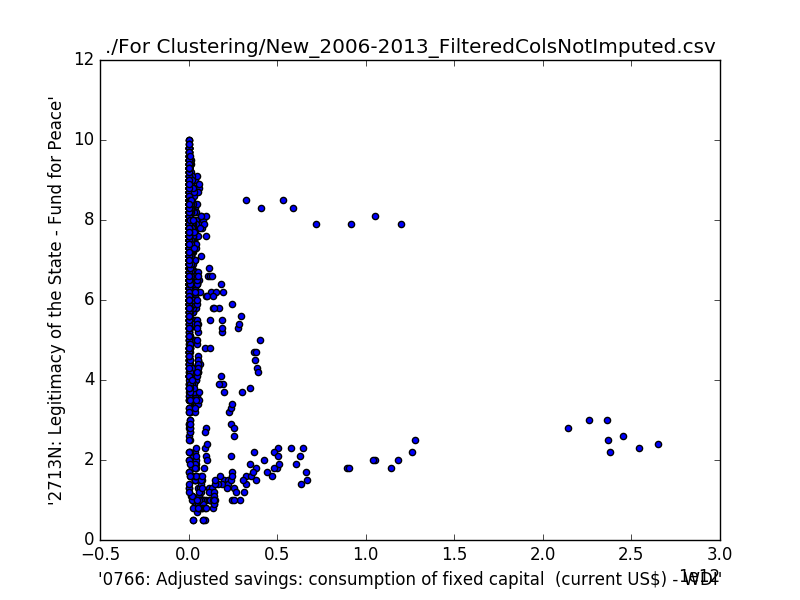 ./For Clustering/New_2006-2013_FilteredColsNotImputed.csv
12
10
8
6
4
2
0
'2713N: Legitimacy of the State - Fund for Peace'
−0.5 0.0 0.5 1.0 1.5 2.0 2.5 3.0
1e12
'0766: Adjusted savings: consumption of fixed capital (current US$) - WDI'